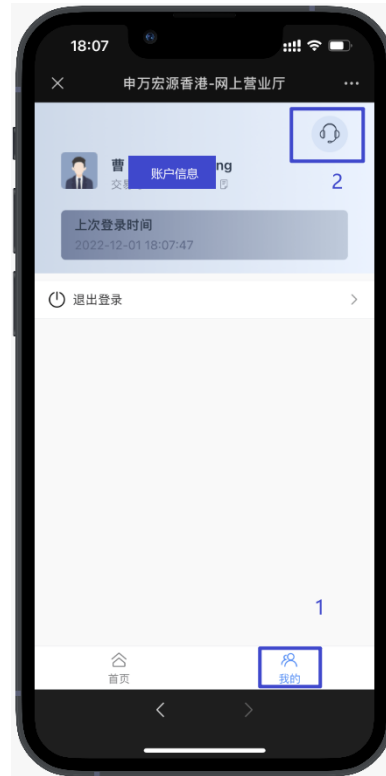 18:07
申万宏源香港-网上营业厅
2
曹 账户信息 ng
交
上次登录时间
2022-12-01 18:07:47
退出登录
1
首页
我的